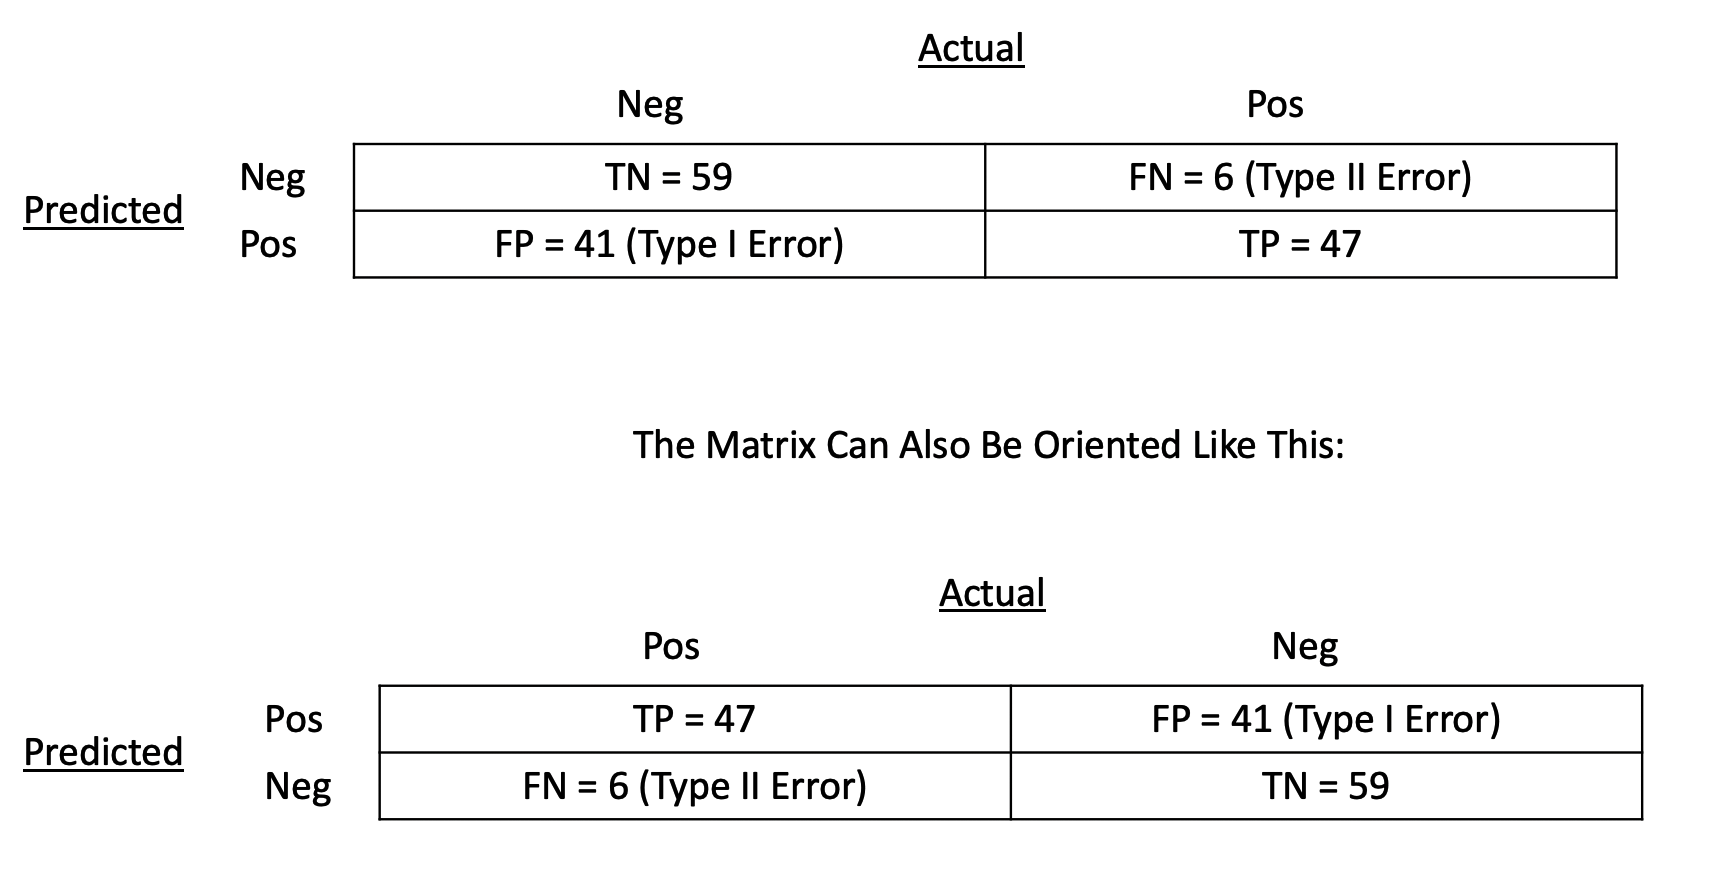 Actual
Neg Pos
Neg TN = 59 FN = 6 (Type II Error)
Predicted
Pos FP = 41 (Type I Error) TP = 47
The Matrix Can Also Be Oriented Like This:
Actual
Pos Neg
Pos TP = 47 FP = 41 (Type I Error)
Predicted
Neg FN = 6 (Type II Error) TN = 59